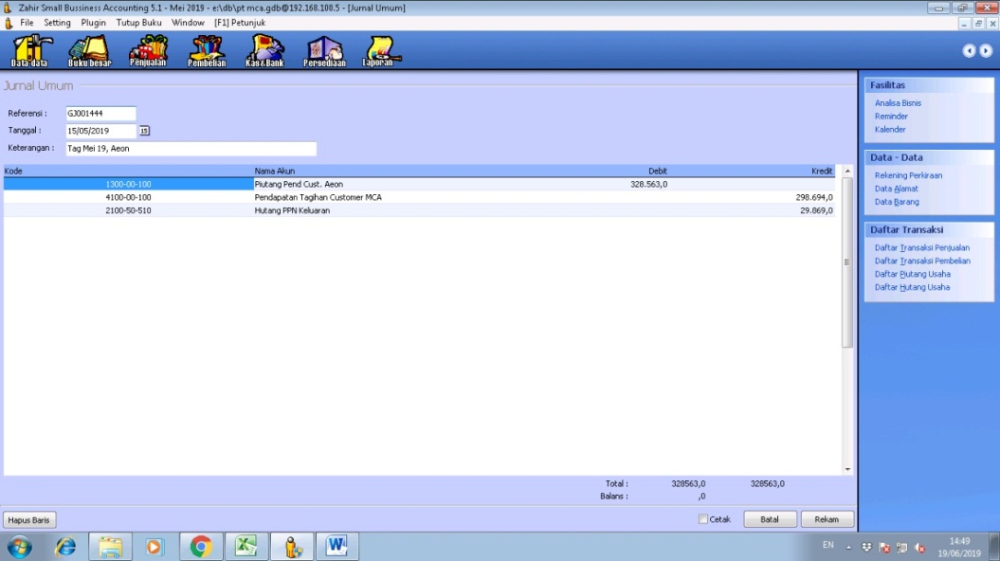 Zahir Small Bussiness Accounting 5.1 - Mei 2019 - e:\db\pt mca.gdb@192.168.100.5 - [Jurnal Umum]
File Setting Plugin Tutup Buku Window [F1] Petunjuk
Data-data Buku besar Penjualan Pembelian Kas & Bank Persediaan Laporan
Jurnal Umum
Referensi : GJ001444
Tanggal : 15/05/2019 15
Keterangan : Tag Mei 19, Aeon
Kode Nama Akun Debit Kredit
1300-00-100 Piutang Pend Cust. Aeon 328.563,0
4100-00-100 Pendapatan Tagihan Customer MCA 298.694,0
2100-50-510 Hutang PPN Keluaran 29.869,0
Total : 328563,0 328563,0
Balans : ,0
Hapus Baris Cetak Batal Rekam
Fasilitas
Analisa Bisnis
Reminder
Kalender
Data - Data
Rekening Perkiraan
Data Alamat
Data Barang
Daftar Transaksi
Daftar Transaksi Penjualan
Daftar Transaksi Pembelian
Daftar Piutang Usaha
Daftar Hutang Usaha
EN 14:49
19/06/2019